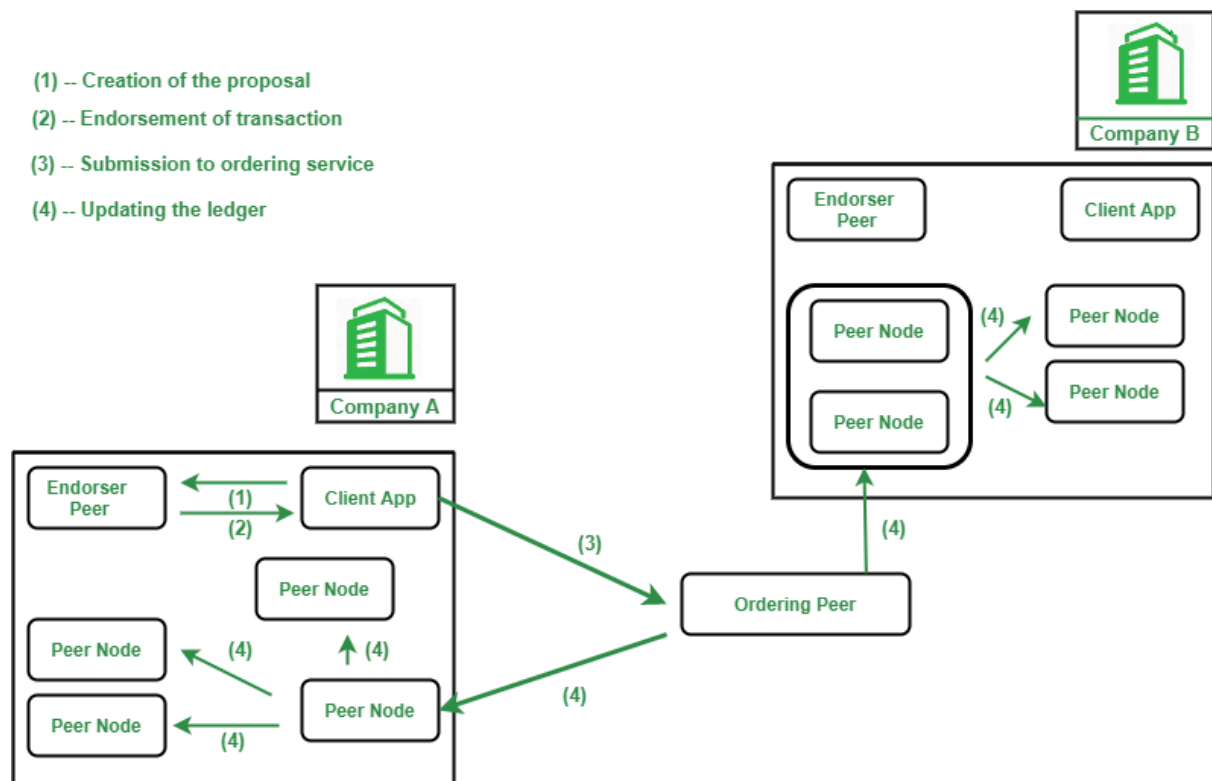 (1) -- Creation of the proposal
(2) -- Endorsement of transaction
(3) -- Submission to ordering service
(4) -- Updating the ledger
Company B
Endorser
Peer
Client App
Peer Node
Peer Node
(4)
(4)
Peer Node
Peer Node
(4)
Company A
Endorser
Peer
(1)
(2)
Client App
Peer Node
Peer Node
(4)
(4)
Peer Node
(4)
Peer Node
(3)
Ordering Peer
(4)